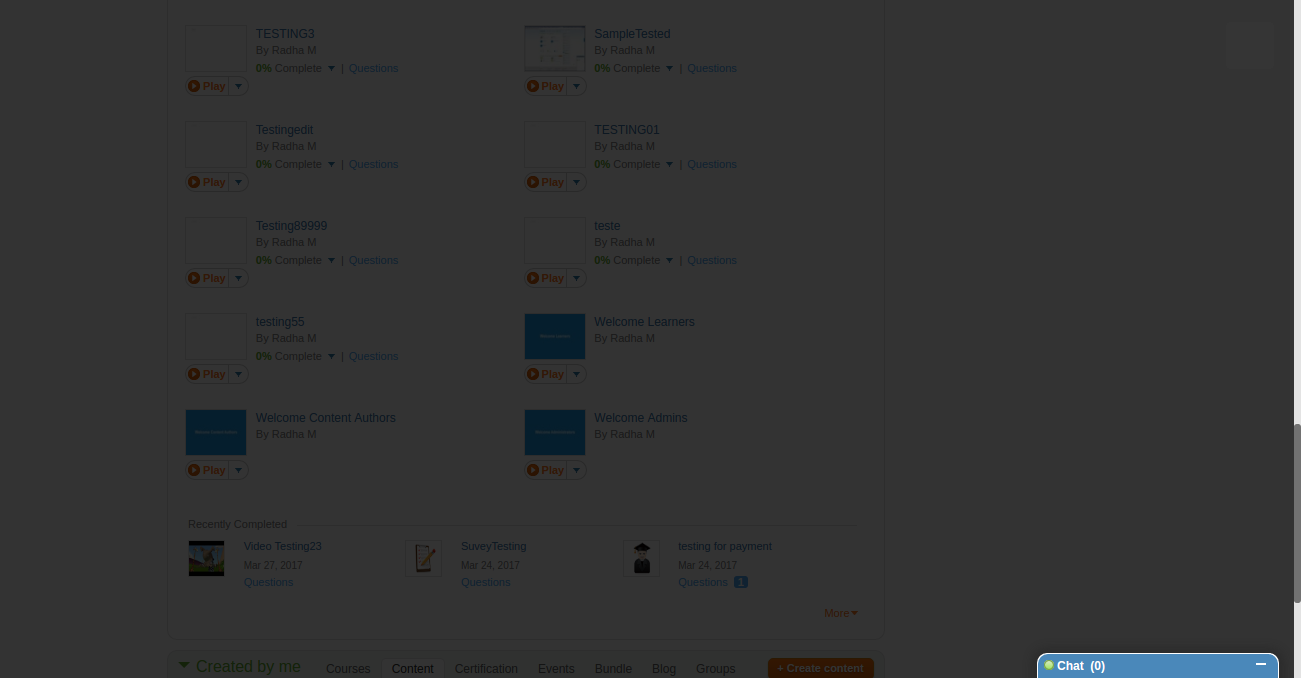 TESTING3
By Radha M
0% Complete | Questions
Play
SampleTested
By Radha M
0% Complete | Questions
Play
Testingedit
By Radha M
0% Complete | Questions
Play
TESTING01
By Radha M
0% Complete | Questions
Play
Testing89999
By Radha M
0% Complete | Questions
Play
teste
By Radha M
0% Complete | Questions
Play
testing55
By Radha M
0% Complete | Questions
Play
Welcome Learners
By Radha M
Play
Welcome Content Authors
By Radha M
Play
Welcome Admins
By Radha M
Play
Recently Completed
Video Testing23
Mar 27, 2017
Questions
SuveyTesting
Mar 24, 2017
Questions
testing for payment
Mar 24, 2017
Questions 1
More
Created by me Courses Content Certification Events Bundle Blog Groups + Create content
Chat (0)